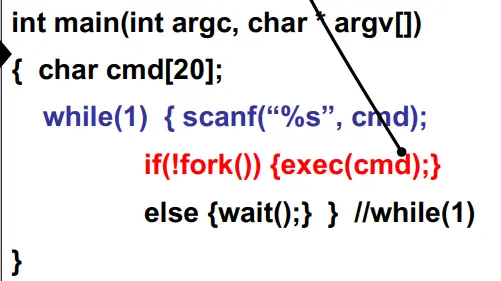 int main(int argc, char * argv[])
{ char cmd[20];
while(1) { scanf(“%s”, cmd);
if(!fork()) {exec(cmd);}
else {wait();} } //while(1)
}